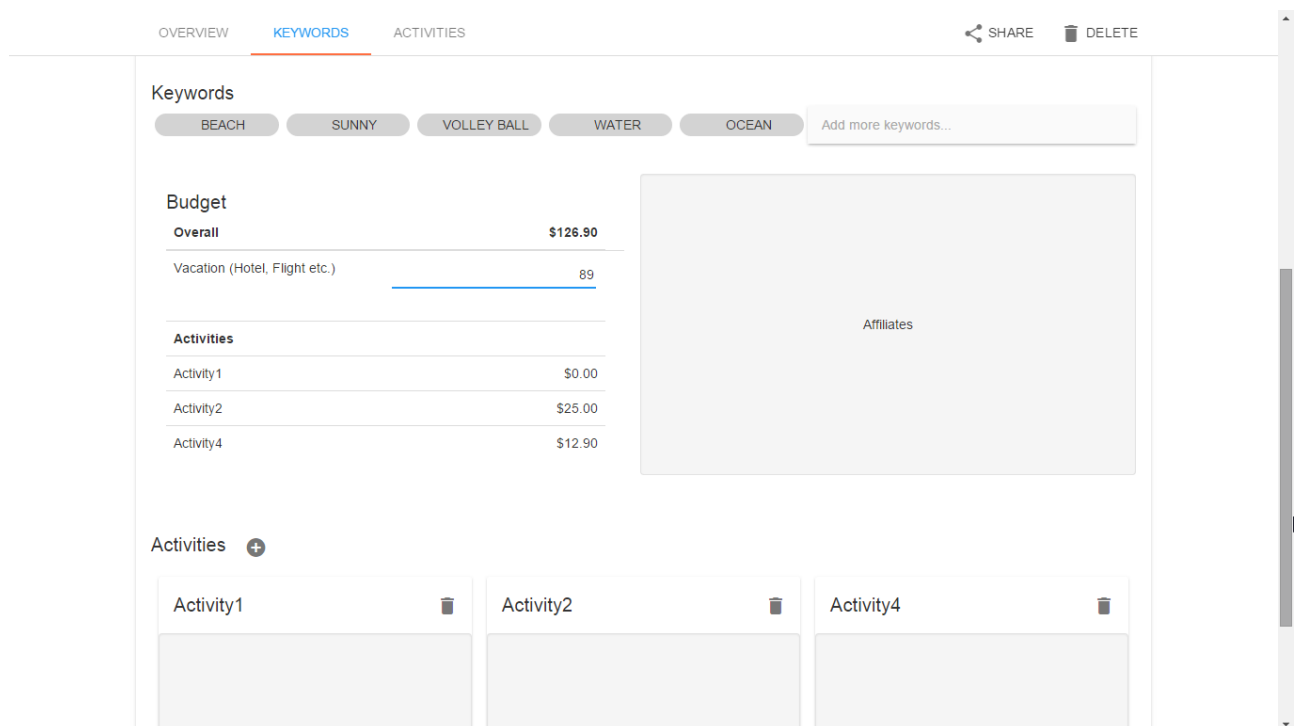 OVERVIEW KEYWORDS ACTIVITIES SHARE DELETE
Keywords
BEACH SUNNY VOLLEY BALL WATER OCEAN Add more keywords...
Budget
Overall $126.90
Vacation (Hotel, Flight etc.) 89
Affiliates
Activities
Activity1 $0.00
Activity2 $25.00
Activity4 $12.90
Activities
Activity1 Activity2 Activity4